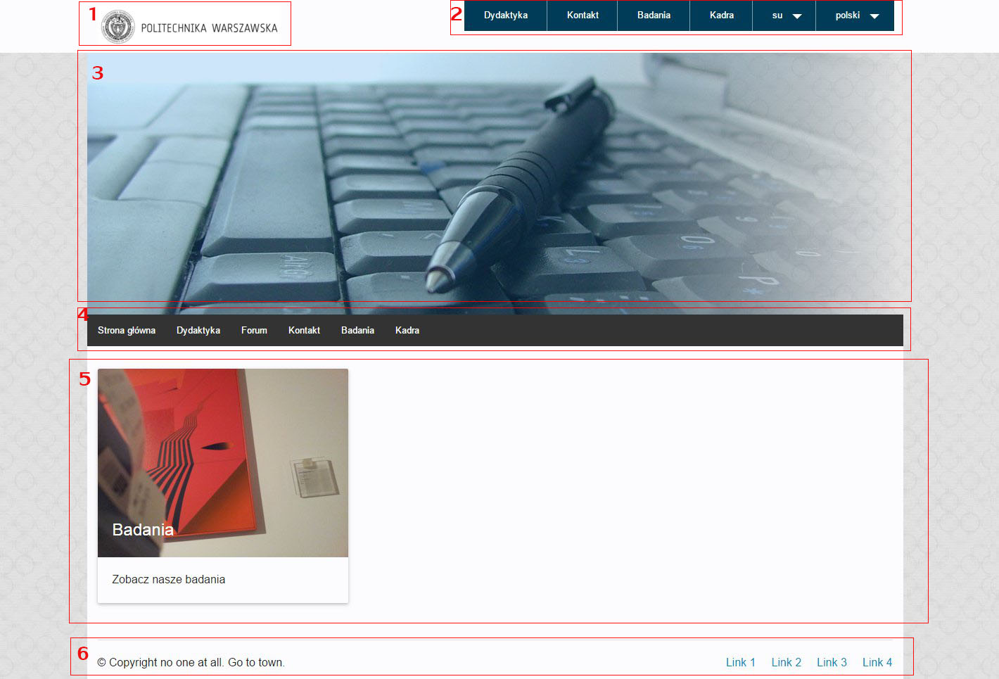 1
POLITECHNIKA WARSZAWSKA
2
Dydaktyka Kontakt Badania Kadra su polski
3
4
Strona główna Dydaktyka Forum Kontakt Badania Kadra
5
Badania
Zobacz nasze badania
6
© Copyright no one at all. Go to town. Link 1 Link 2 Link 3 Link 4